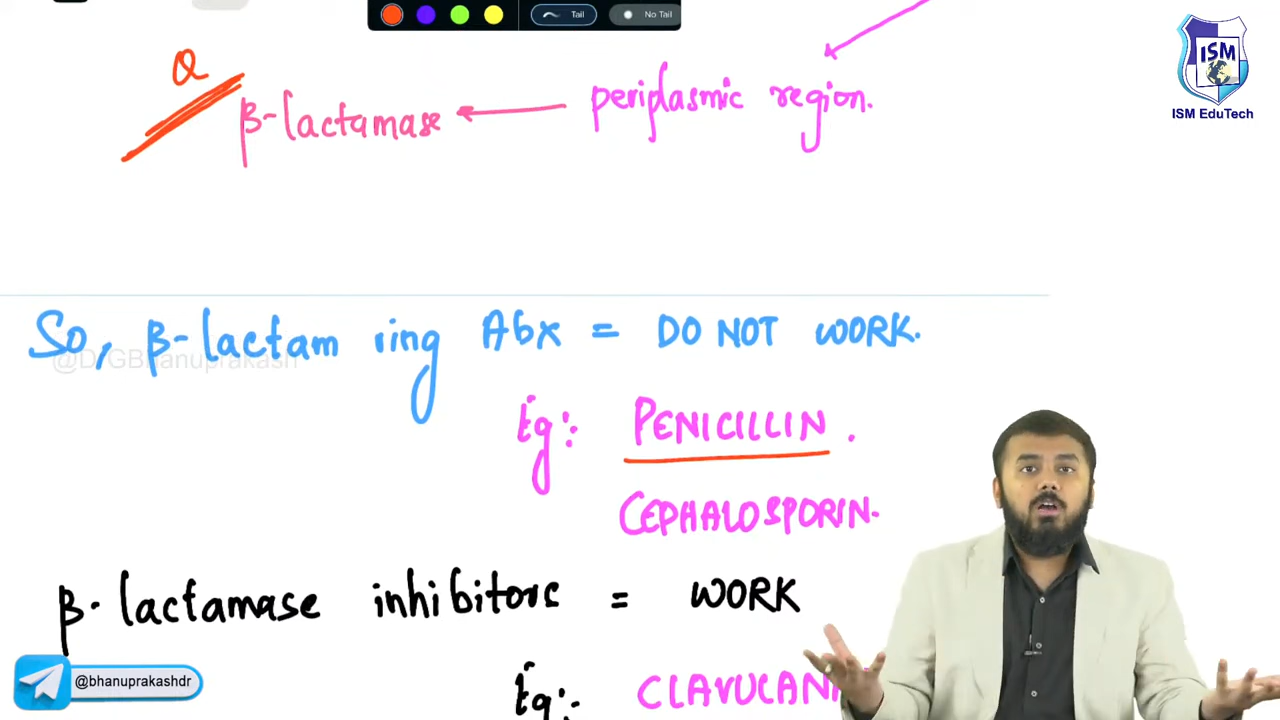 Tail
No Tail
ISM
ISM EduTech
Q
β-lactamase ← periplasmic region.
So, β-lactam ring Abx = DO NOT WORK.
@DrGBhanuprakash
Eg:
PENICILLIN.
CEPHALOSPORIN.
β-lactamase inhibitors = WORK
@bhanuprakashdr
Eg: